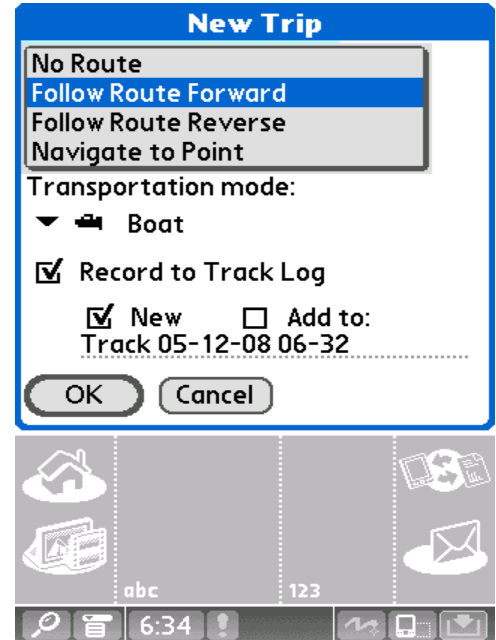 New Trip
No Route
Follow Route Forward
Follow Route Reverse
Navigate to Point
Transportation mode:
Boat
Record to Track Log
New Add to:
Track 05-12-08 06-32
OK Cancel
abc 123
6:34